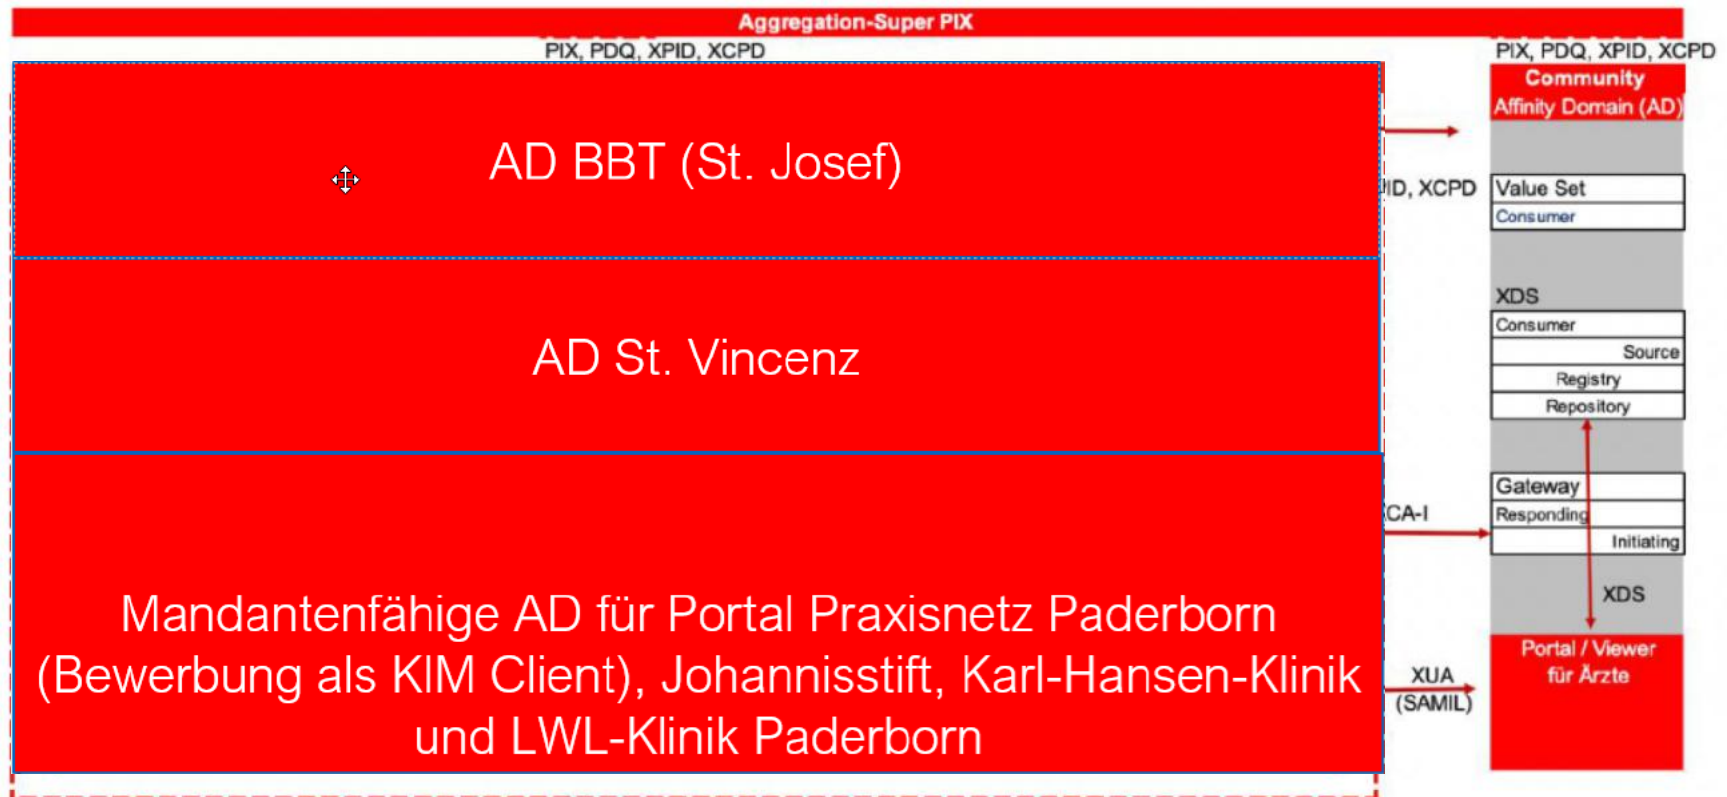 Aggregation-Super PIX
PIX, PDQ, XPID, XCPD
PIX, PDQ, XPID, XCPD
AD BBT (St. Josef)
AD St. Vincenz
Mandantenfähige AD für Portal Praxisnetz Paderborn
(Bewerbung als KIM Client), Johannisstift, Karl-Hansen-Klinik
und LWL-Klinik Paderborn
XCPD
CA-I
XUA
(SAMIL)
Community
Affinity Domain (AD)
Value Set
Consumer
XDS
Consumer
Source
Registry
Repository
Gateway
Responding
Initiating
XDS
Portal / Viewer
für Ärzte